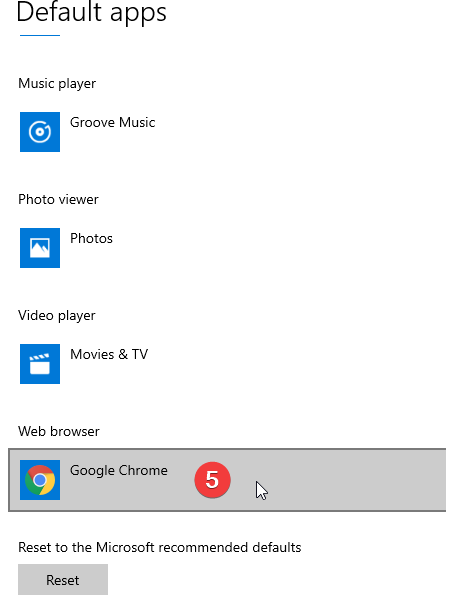 Default apps
Music player
Groove Music
Photo viewer
Photos
Video player
Movies & TV
Web browser
Google Chrome
5
Reset to the Microsoft recommended defaults
Reset